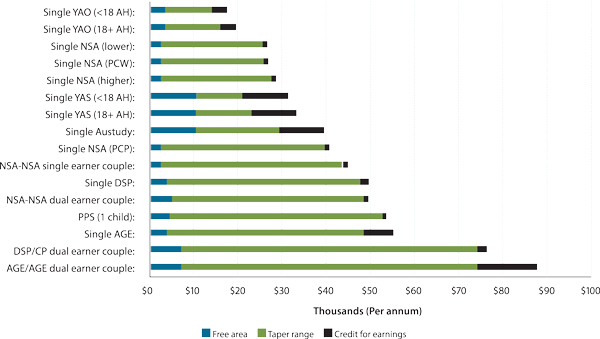 Single YAO (<18 AH):
Single YAO (18+ AH):
Single NSA (lower):
Single NSA (PCW):
Single NSA (higher):
Single YAS (<18 AH):
Single YAS (18+ AH):
Single Austudy:
Single NSA (PCP):
NSA-NSA single earner couple:
Single DSP:
NSA-NSA dual earner couple:
PPS (1 child):
Single AGE:
DSP/CP dual earner couple:
AGE/AGE dual earner couple:
$0 $10 $20 $30 $40 $50 $60 $70 $80 $90 $100
Thousands (Per annum)
Free area Taper range Credit for earnings